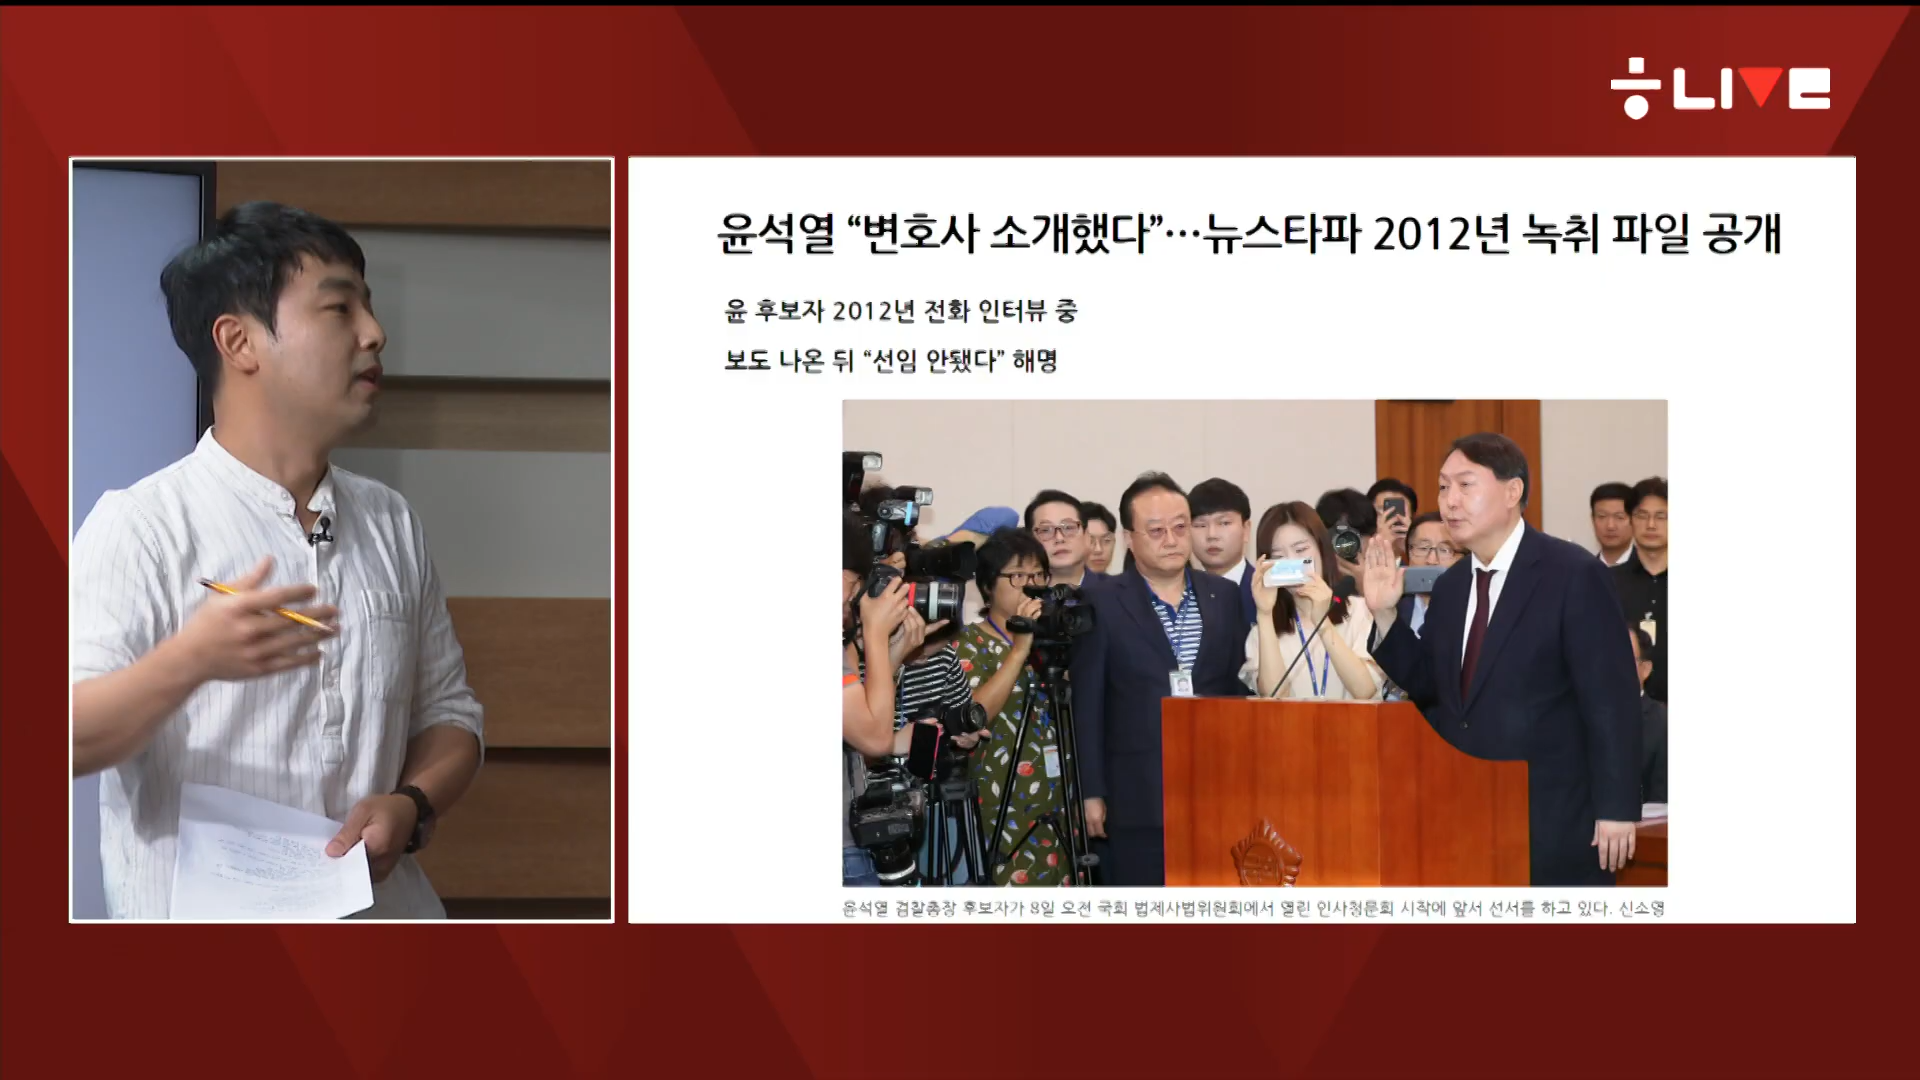 ㅎ LIVE
윤석열 “변호사 소개했다”…뉴스타파 2012년 녹취 파일 공개
윤 후보자 2012년 전화 인터뷰 중
보도 나온 뒤 “선임 안됐다” 해명
윤석열 검찰총장 후보자가 8일 오전 국회 법제사법위원회에서 열린 인사청문회 시작에 앞서 선서를 하고 있다. 신소영